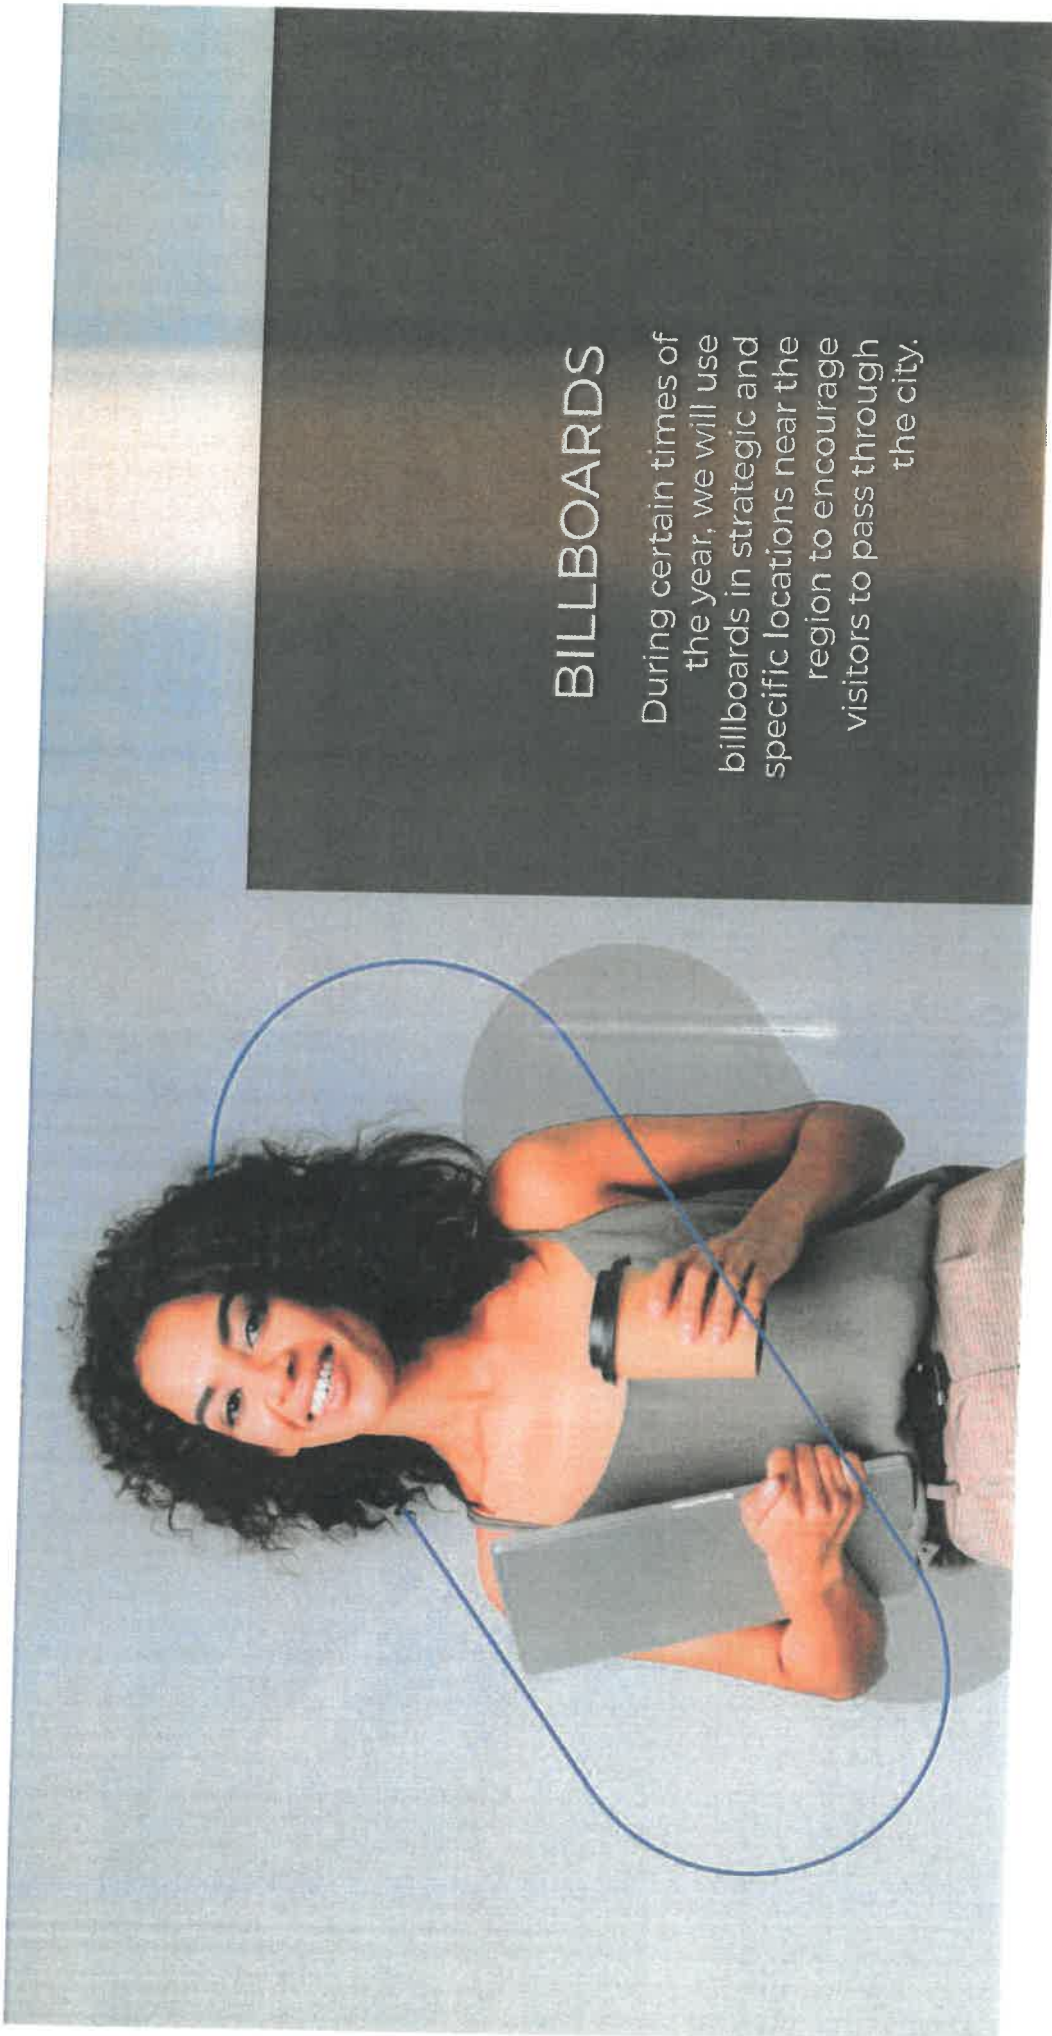 BILLBOARDS
During certain times of
the year, we will use
billboards in strategic and
specific locations near the
region to encourage
visitors to pass through
the city.